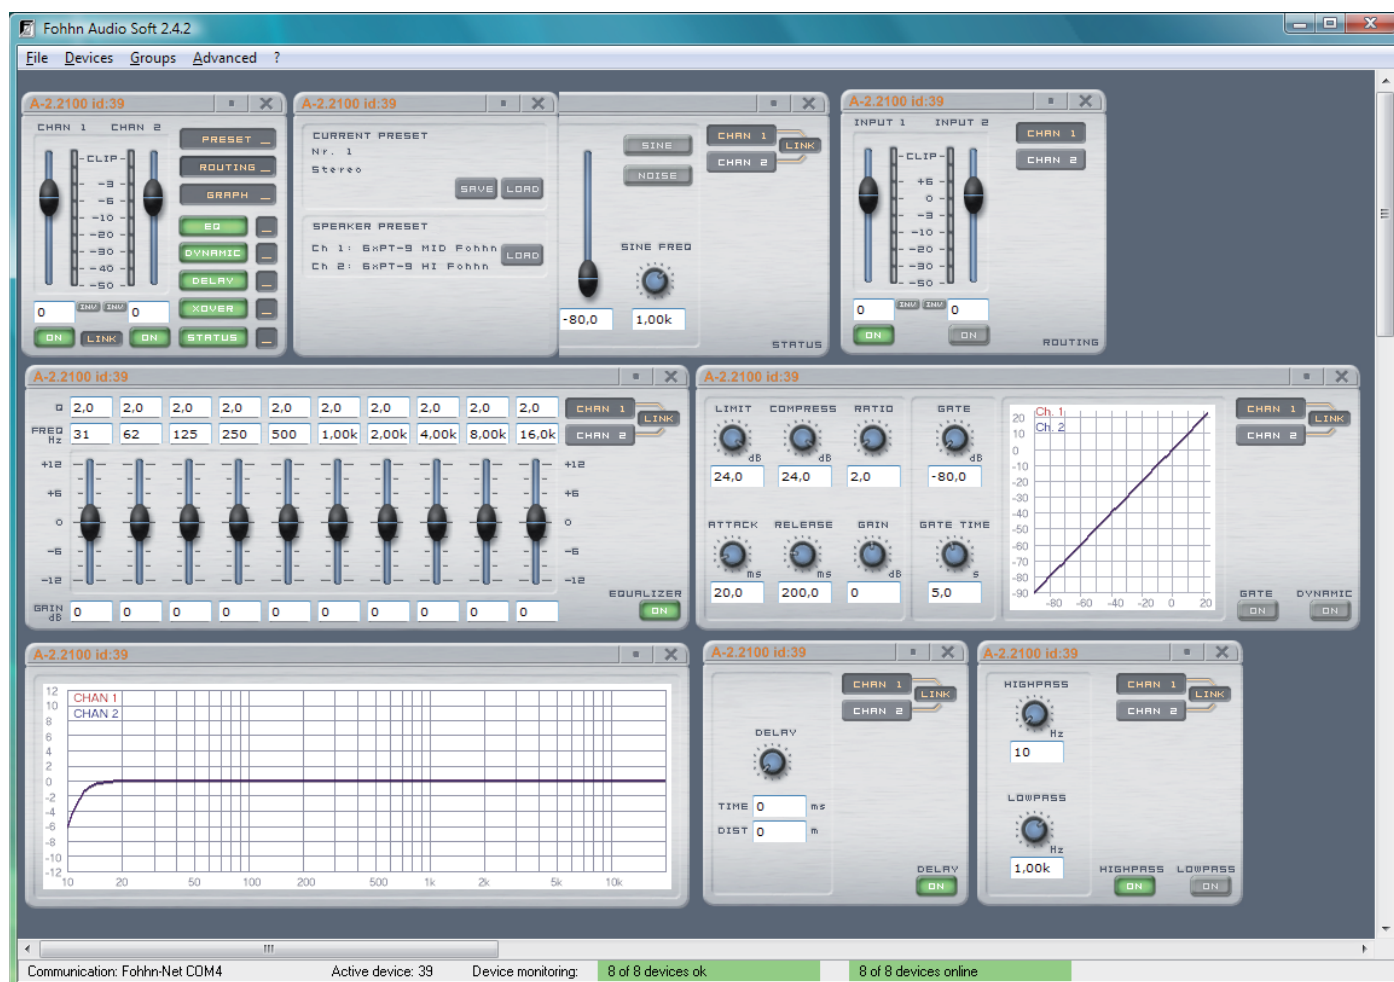 Fohhn Audio Soft 2.4.2
File Devices Groups Advanced ?
A-2.2100 id:39
CHAN 1 CHAN 2
CLIP
-3
-6
-10
-20
-30
-40
-50
0 INV INV 0
ON LINK ON
PRESET _
ROUTING _
GRAPH _
EQ _
DYNAMIC _
DELAY _
XOVER _
STATUS _
A-2.2100 id:39
CURRENT PRESET
Nr. 1
Stereo
SAVE LOAD
SPEAKER PRESET
Ch 1: 6xPT-9 MID Fohhn
Ch 2: 6xPT-9 HI Fohhn
LOAD
SINE
NOISE
CHAN 1
CHAN 2
LINK
SINE FREQ
-80,0 1,00k
STATUS
A-2.2100 id:39
INPUT 1 INPUT 2
CLIP
+6
0
-3
-10
-20
-30
-50
0 INV INV 0
ON ON
CHAN 1
CHAN 2
ROUTING
A-2.2100 id:39
Q 2,0 2,0 2,0 2,0 2,0 2,0 2,0 2,0 2,0 2,0
FREQ Hz 31 62 125 250 500 1,00k 2,00k 4,00k 8,00k 16,0k
CHAN 1
CHAN 2
LINK
+12 +12
+6 +6
0 0
-6 -6
-12 -12
GAIN dB 0 0 0 0 0 0 0 0 0 0
EQUALIZER
ON
A-2.2100 id:39
LIMIT COMPRESS RATIO GATE
dB dB dB
24,0 24,0 2,0 -80,0
ATTACK RELEASE GAIN GATE TIME
ms ms dB s
20,0 200,0 0 5,0
Ch. 1
Ch. 2
20
10
0
-10
-20
-30
-40
-50
-60
-70
-80
-90
-80 -60 -40 -20 0 20
CHAN 1
CHAN 2
LINK
GATE DYNAMIC
ON ON
A-2.2100 id:39
CHAN 1
CHAN 2
12
10
8
6
4
2
0
-2
-4
-6
-8
-10
-12
10 20 50 100 200 500 1k 2k 5k 10k
A-2.2100 id:39
CHAN 1
CHAN 2
LINK
DELAY
TIME 0 ms
DIST 0 m
DELAY
ON
A-2.2100 id:39
HIGHPASS
Hz
10
LOWPASS
Hz
1,00k
CHAN 1
CHAN 2
LINK
HIGHPASS LOWPASS
ON ON
Communication: Fohhn-Net COM4 Active device: 39 Device monitoring: 8 of 8 devices ok 8 of 8 devices online